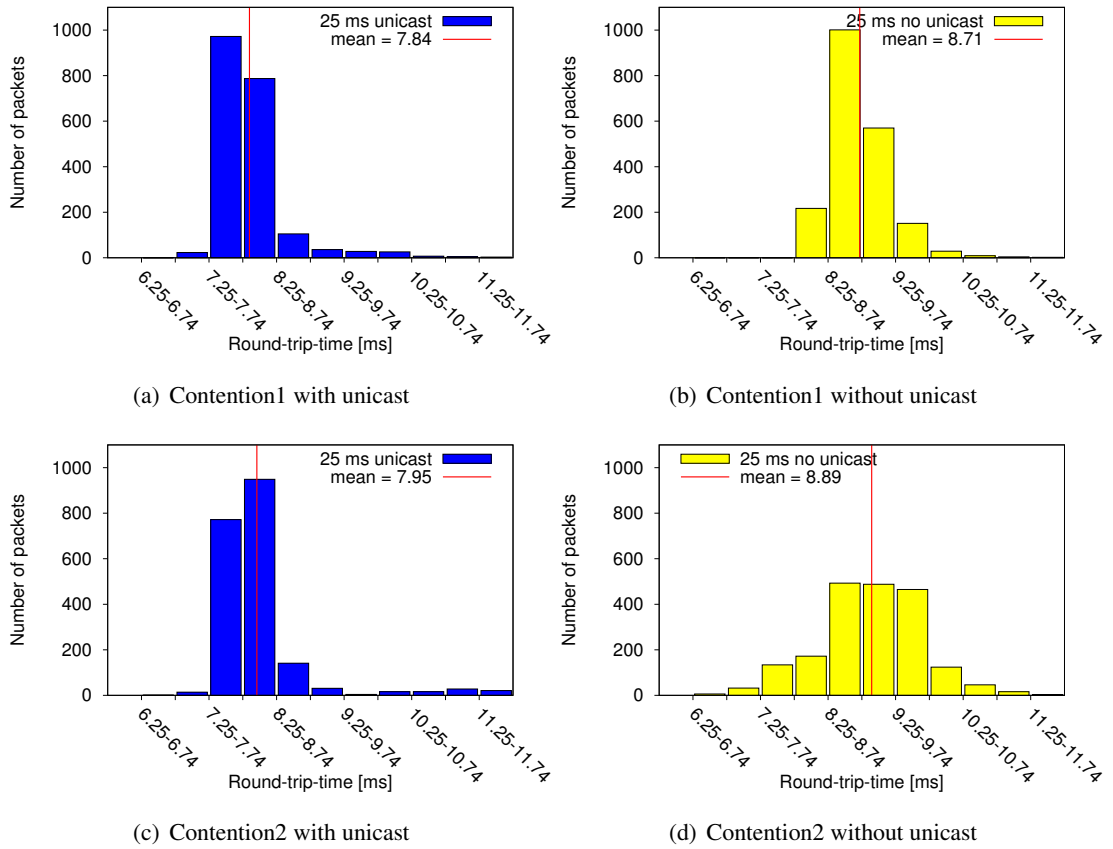 1000
800
600
400
200
0
Number of packets
25 ms unicast
mean = 7.84
6.25-6.74
7.25-7.74
8.25-8.74
9.25-9.74
10.25-10.74
11.25-11.74
Round-trip-time [ms]
(a) Contention1 with unicast
1000
800
600
400
200
0
Number of packets
25 ms no unicast
mean = 8.71
6.25-6.74
7.25-7.74
8.25-8.74
9.25-9.74
10.25-10.74
11.25-11.74
Round-trip-time [ms]
(b) Contention1 without unicast
1000
800
600
400
200
0
Number of packets
25 ms unicast
mean = 7.95
6.25-6.74
7.25-7.74
8.25-8.74
9.25-9.74
10.25-10.74
11.25-11.74
Round-trip-time [ms]
(c) Contention2 with unicast
1000
800
600
400
200
0
Number of packets
25 ms no unicast
mean = 8.89
6.25-6.74
7.25-7.74
8.25-8.74
9.25-9.74
10.25-10.74
11.25-11.74
Round-trip-time [ms]
(d) Contention2 without unicast